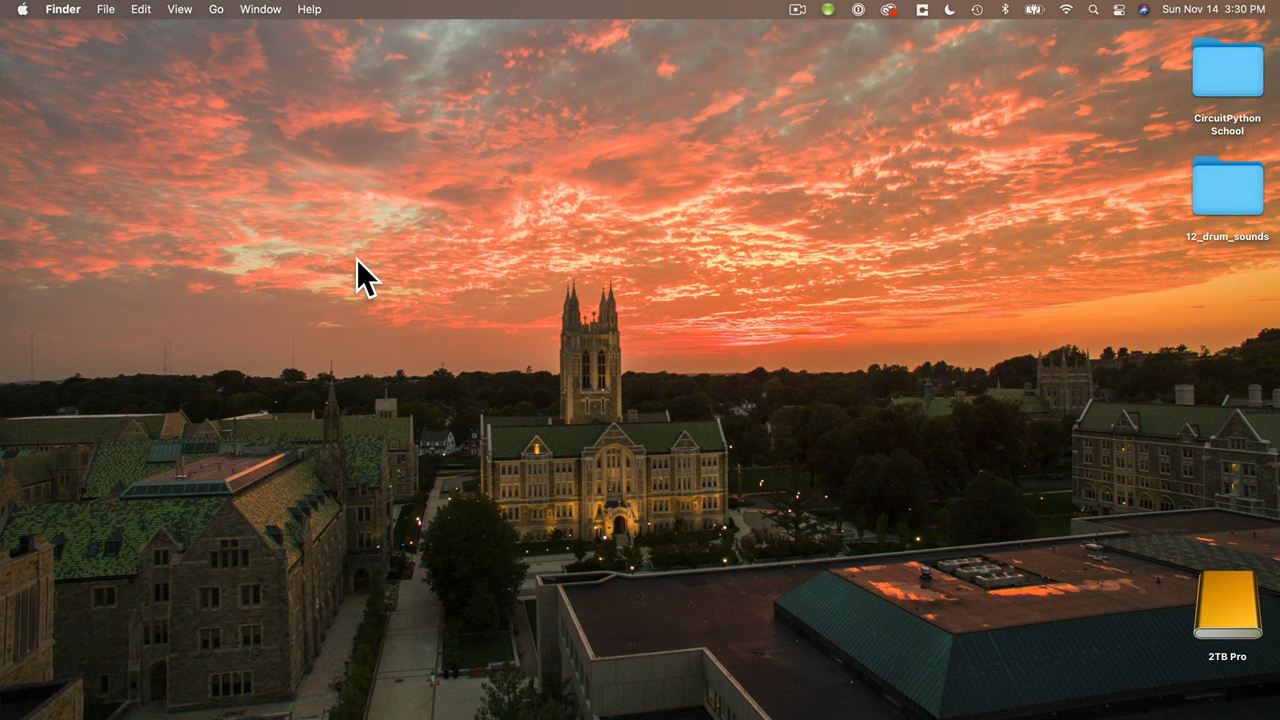 Finder File Edit View Go Window Help
Sun Nov 14 3:30 PM
CircuitPython
School
12_drum_sounds
2TB Pro